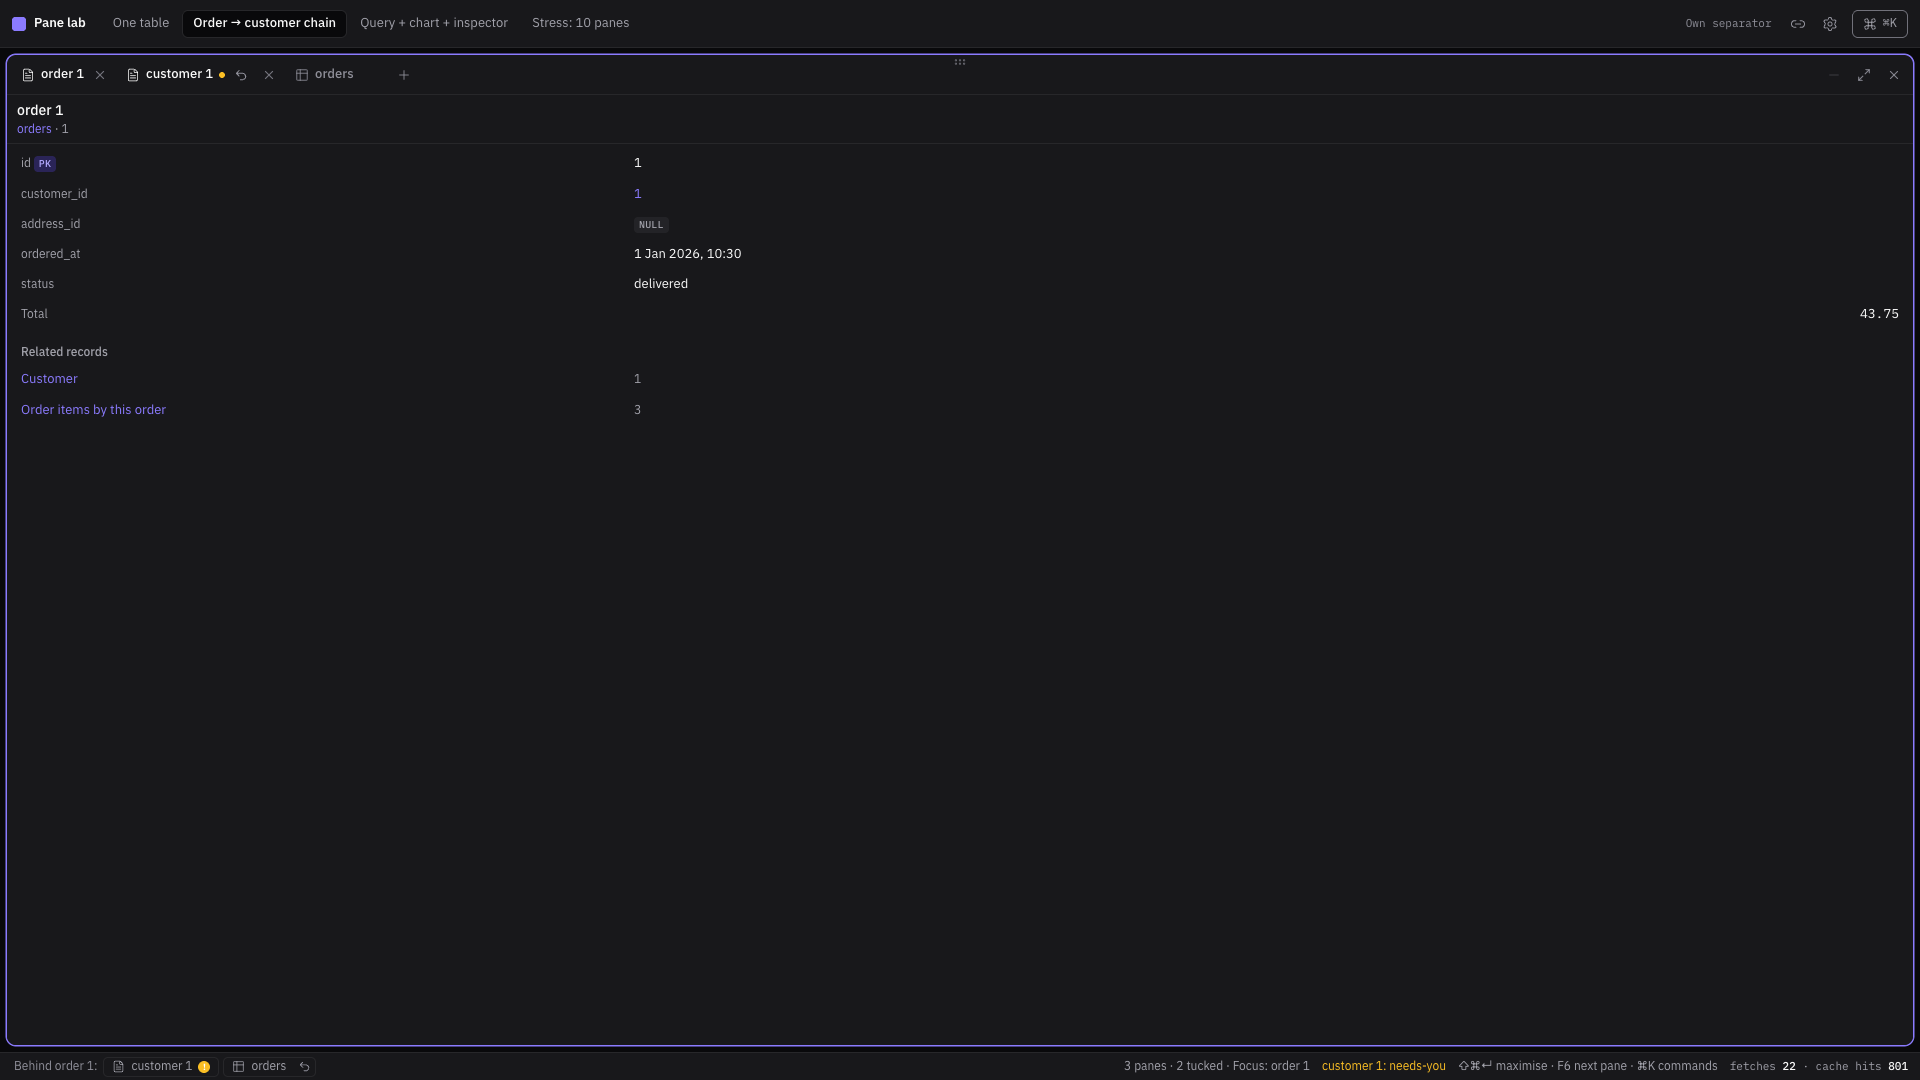 Pane lab One table Order → customer chain Query + chart + inspector Stress: 10 panes Own separator ⌘ ⌘K
order 1 customer 1 orders
order 1
orders · 1
id PK 1
customer_id 1
address_id NULL
ordered_at 1 Jan 2026, 10:30
status delivered
Total 43.75
Related records
Customer 1
Order items by this order 3
Behind order 1: customer 1 ! orders 3 panes · 2 tucked · Focus: order 1 customer 1: needs-you ⇧⌘↵ maximise · F6 next pane · ⌘K commands fetches 22 · cache hits 801